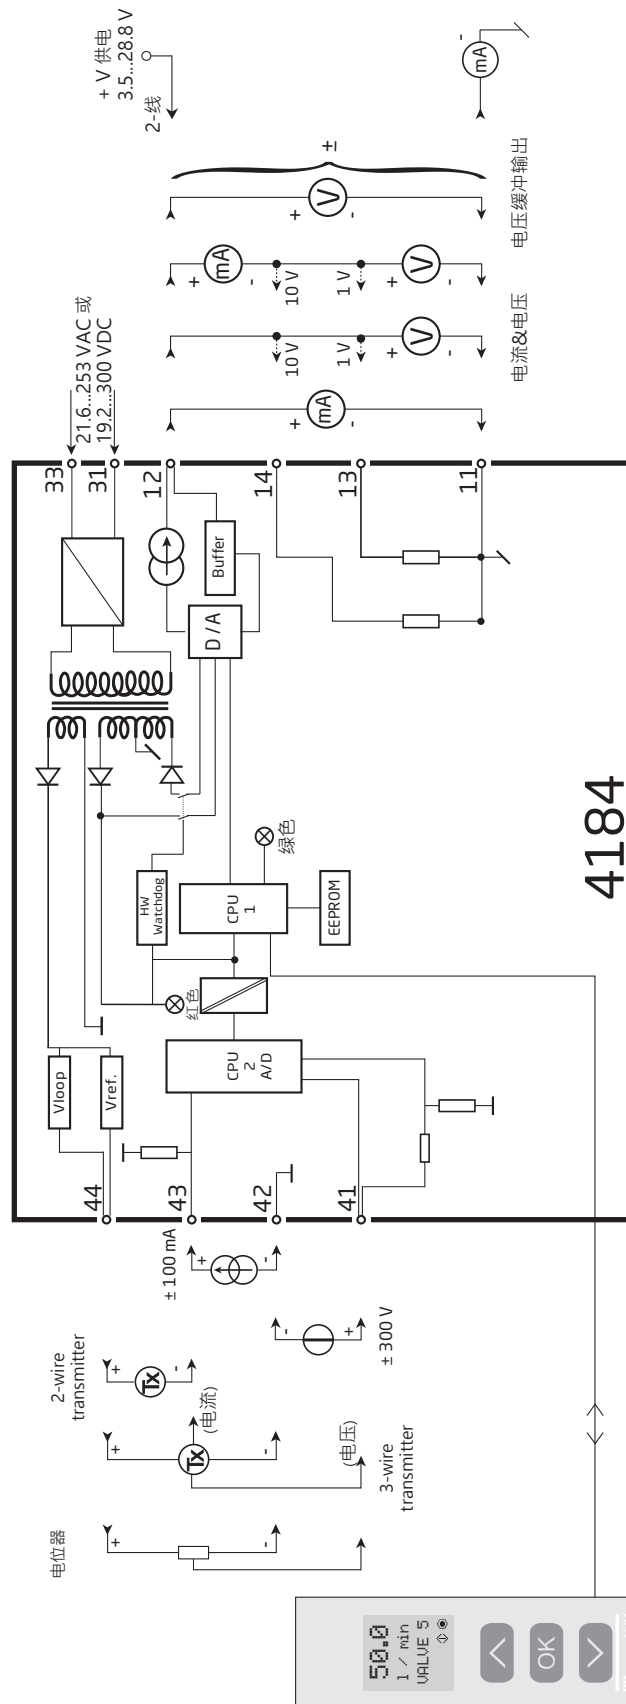 + V 供电
3.5...28.8 V
2-线
mA
-
±
电压缓冲输出
+
V
-
+
mA
-
10 V
1 V
+
V
-
电流&电压
10 V
1 V
+
V
-
+
mA
-
21.6...253 VAC 或
19.2...300 VDC
33
31
12
14
13
11
Buffer
D / A
4184
绿色
HW
Watchdog
CPU
1
EEPROM
红色
CPU
2
A/D
Vloop
Vref.
44
43
42
41
± 100 mA
+
-
2-wire
transmitter
+
Tx
-
-
+
± 300 V
+
Tx
-
(电流)
(电压)
3-wire
transmitter
电位器
+
-
50.0
l / min
VALVE 5
OK